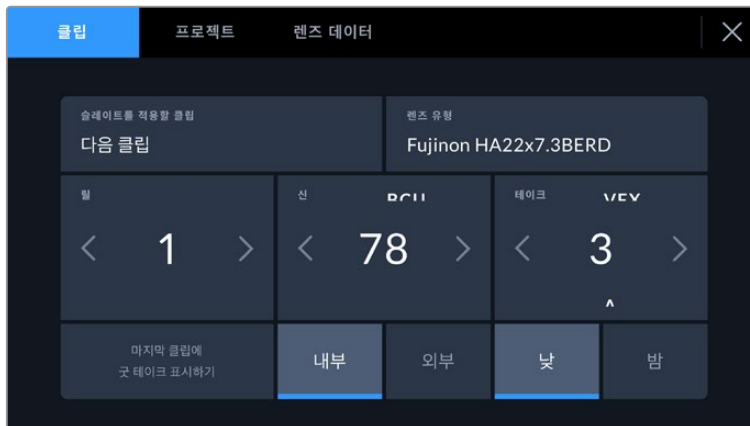 클립 프로젝트 렌즈 데이터
슬레이트를 적용할 클립 렌즈 유형
다음 클립 Fujinon HA22x7.3BERD
릴 신 BCU 테이크 VFX
1 78 3
마지막 클립에
굿 테이크 표시하기
내부 외부 낮 밤